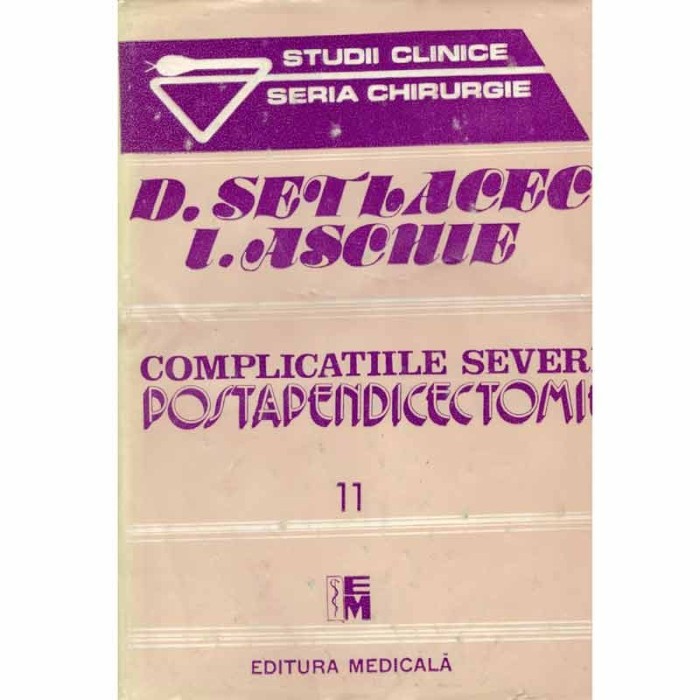 STUDII CLINICE
SERIA CHIRURGIE
D. SETLACEC
I. ASCHIE
COMPLICATIILE SEVER
POSTAPENDICECTOMI
11
EM
EDITURA MEDICALĂ